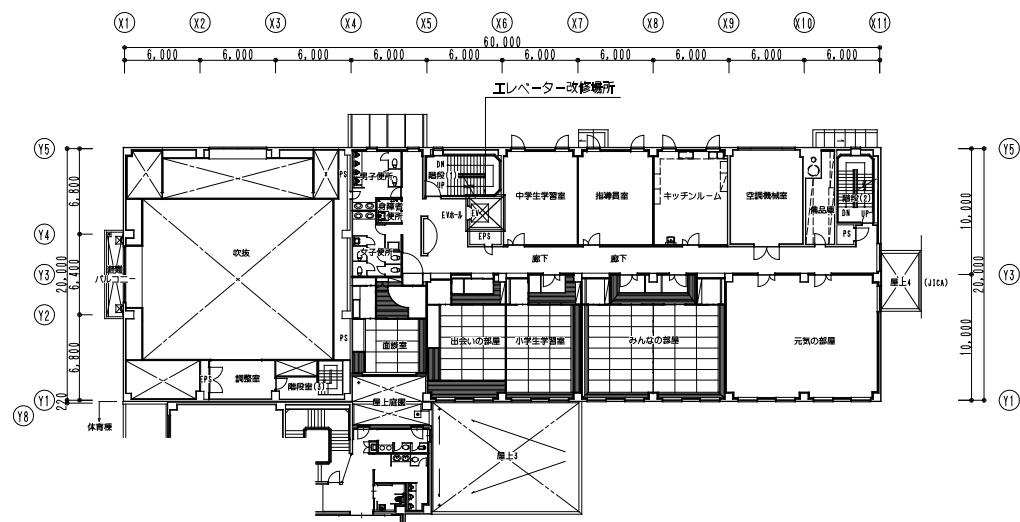 X1 X2 X3 X4 X5 X6 X7 X8 X9 X10 X11
60,000
6,000 6,000 6,000 6,000 6,000 6,000 6,000 6,000 6,000 6,000
エレベーター改修場所
Y5 Y5
DN
男子便所 階段(1)
UP
PS
中学生学習室 指導員室 キッチンルーム 空調機械室
備品庫
階段(2)
DN UP
身障者
便所
EVホール EV
EPS
PS
6,800
10,000
Y4
女子便所
吹抜
廊下 廊下
20,000
6,400
Y3 Y3
バルコニー
屋上4 (JICA)
20,000
Y2
PS
面談室 出会いの部屋 小学生学習室 みんなの部屋 元気の部屋
6,800
10,000
EPS 調整室
階段室(3)
Y1 Y1
220
屋上庭園
Y8
体育棟
屋上3